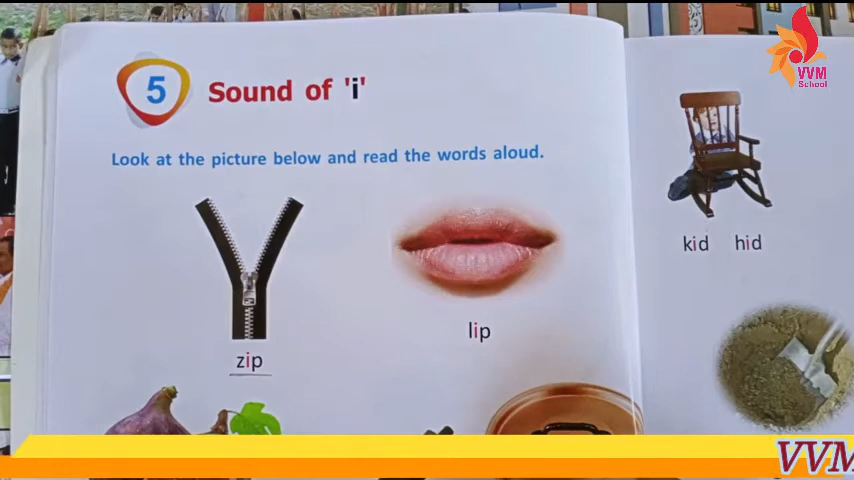 5 Sound of 'i'
Look at the picture below and read the words aloud.
zip
lip
kid hid
VVM
School
VVM